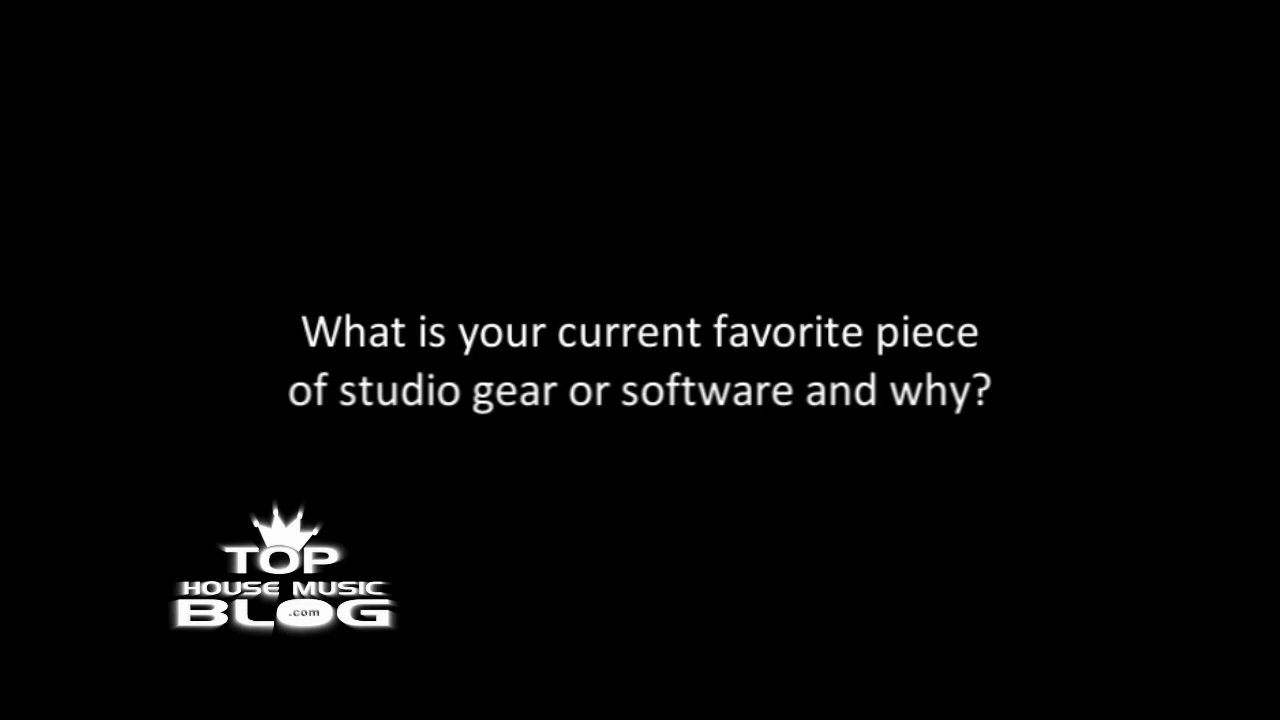 What is your current favorite piece
of studio gear or software and why?
TOP
HOUSE MUSIC
BLOG
.com